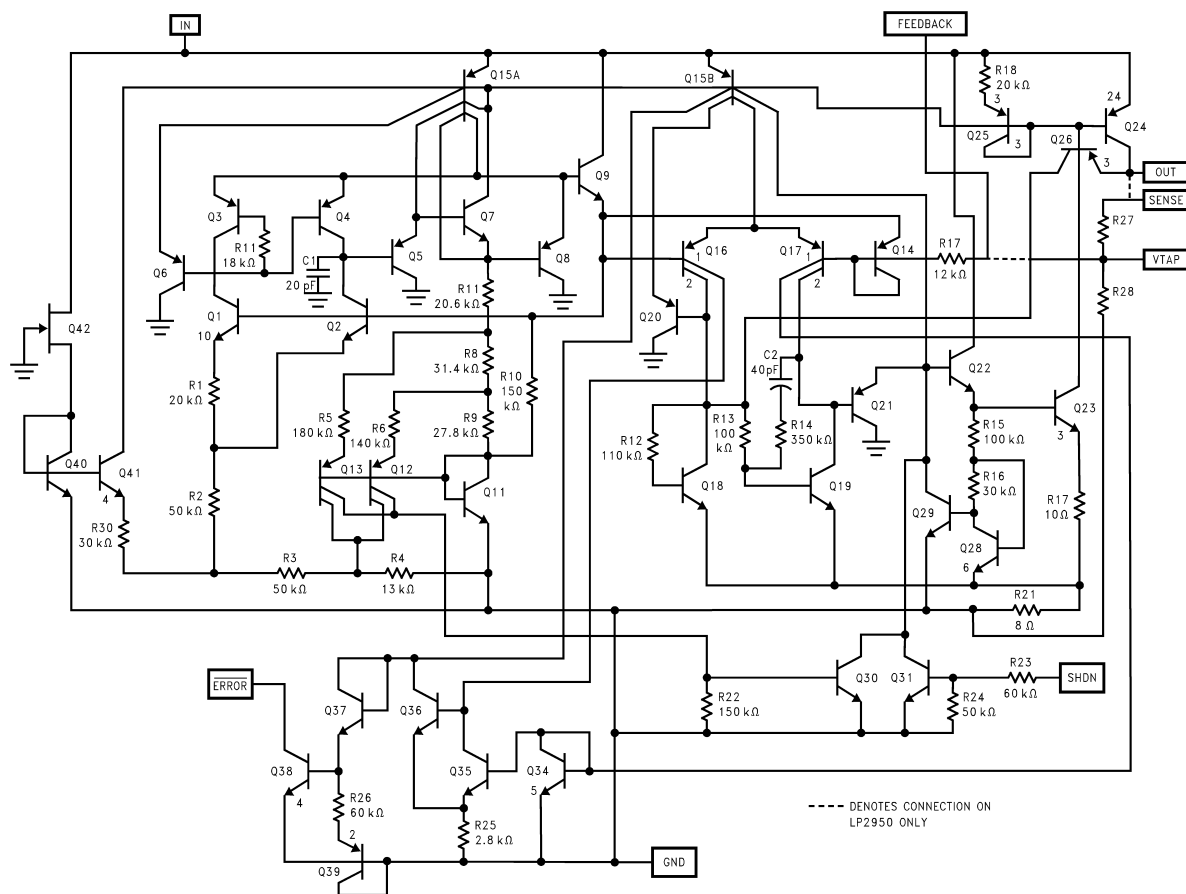 IN
FEEDBACK
Q15A
Q15B
R18
20 kΩ
3
Q25
3
24
Q24
Q26
3
OUT
SENSE
R27
VTAP
R28
Q3
R11
18 kΩ
Q4
Q6
C1
20 pF
Q5
Q7
Q9
Q8
R11
20.6 kΩ
Q16
1
2
Q17
1
2
Q14
R17
12 kΩ
Q20
Q42
Q1
10
Q2
R1
20 kΩ
R8
31.4 kΩ
R10
150
kΩ
R5
180 kΩ
R6
140 kΩ
R9
27.8 kΩ
C2
40pF
R12
110 kΩ
R13
100
kΩ
R14
350 kΩ
Q21
Q22
Q23
3
R15
100 kΩ
R16
30 kΩ
R17
10Ω
Q40
Q41
4
R30
30 kΩ
R2
50 kΩ
Q13
Q12
Q11
Q18
Q19
Q29
Q28
6
R3
50 kΩ
R4
13 kΩ
R21
8 Ω
ERROR
Q37
Q36
R22
150 kΩ
Q30
Q31
R24
50 kΩ
R23
60 kΩ
SHDN
Q38
4
Q35
Q34
5
R26
60 kΩ
R25
2.8 kΩ
2
Q39
GND
---- DENOTES CONNECTION ON
LP2950 ONLY